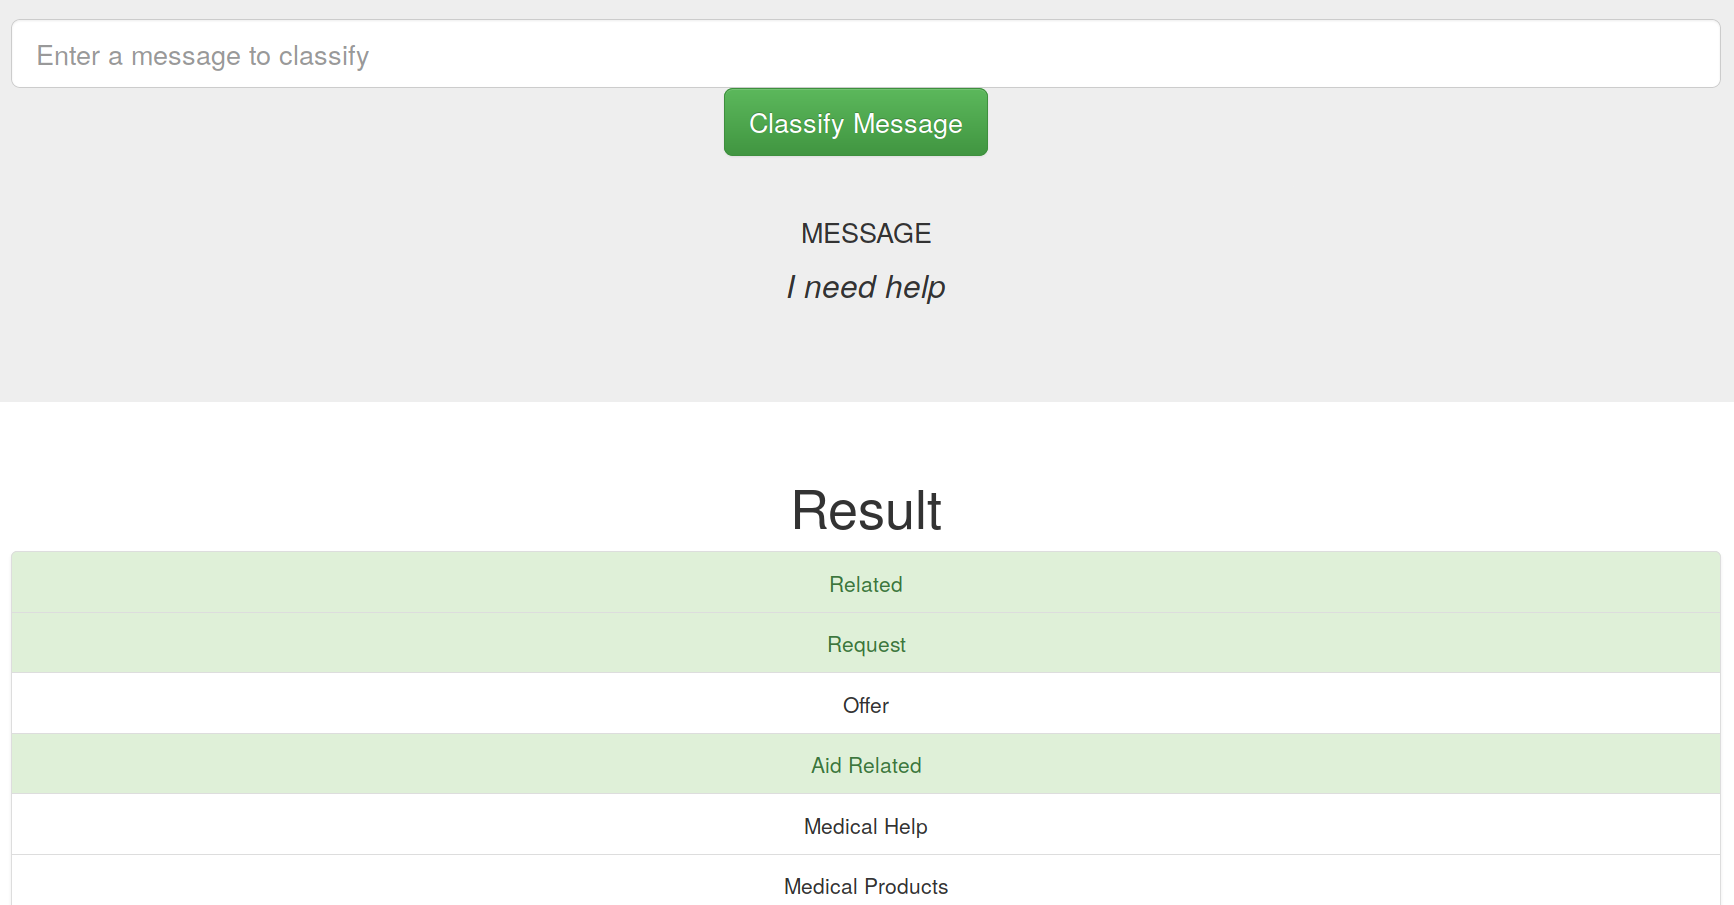 Enter a message to classify
Classify Message
MESSAGE
I need help
Result
Related
Request
Offer
Aid Related
Medical Help
Medical Products